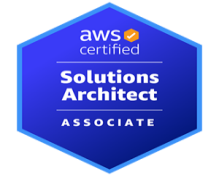 aws
certified
Solutions
Architect
ASSOCIATE